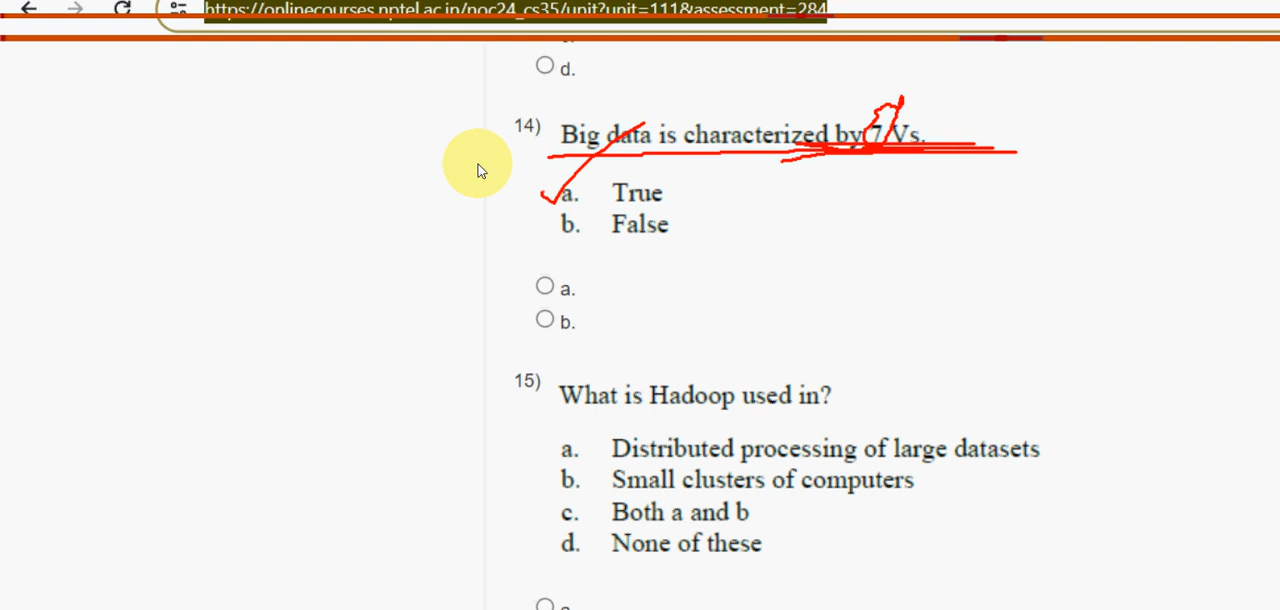 https://onlinecourses.nptel.ac.in/noc24_cs35/unit?unit=111&assessment=284
d.
14) Big data is characterized by 7 Vs.
a. True
b. False
a.
b.
15) What is Hadoop used in?
a. Distributed processing of large datasets
b. Small clusters of computers
c. Both a and b
d. None of these
a.